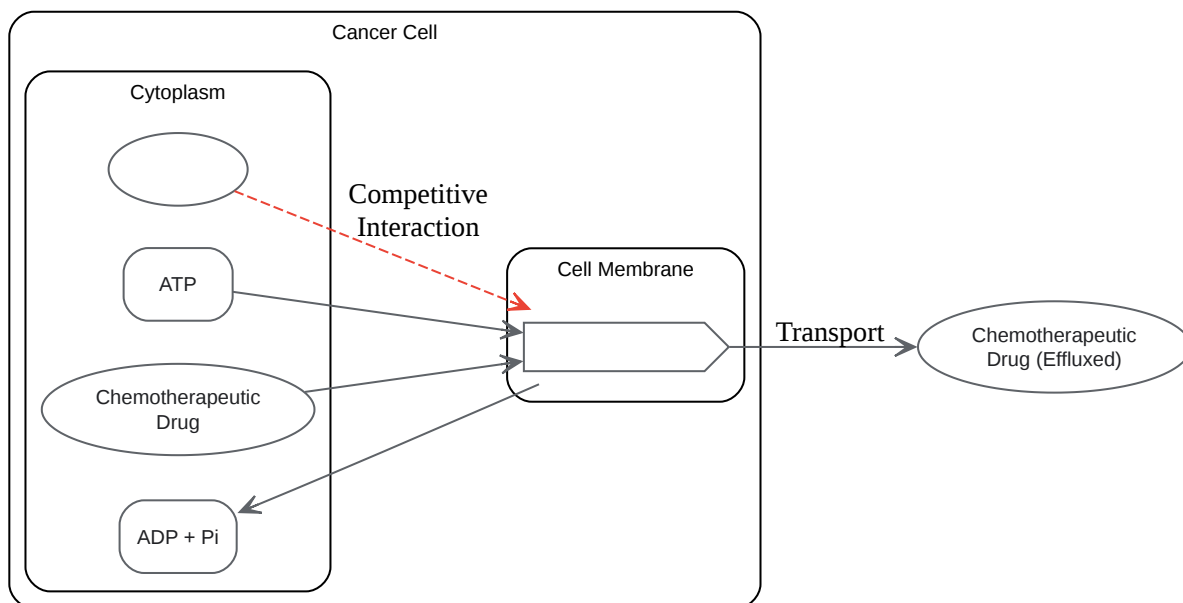 Cancer Cell
Cytoplasm
Competitive
Interaction
ATP
Cell Membrane
Transport
Chemotherapeutic
Drug (Effluxed)
Chemotherapeutic
Drug
ADP + Pi